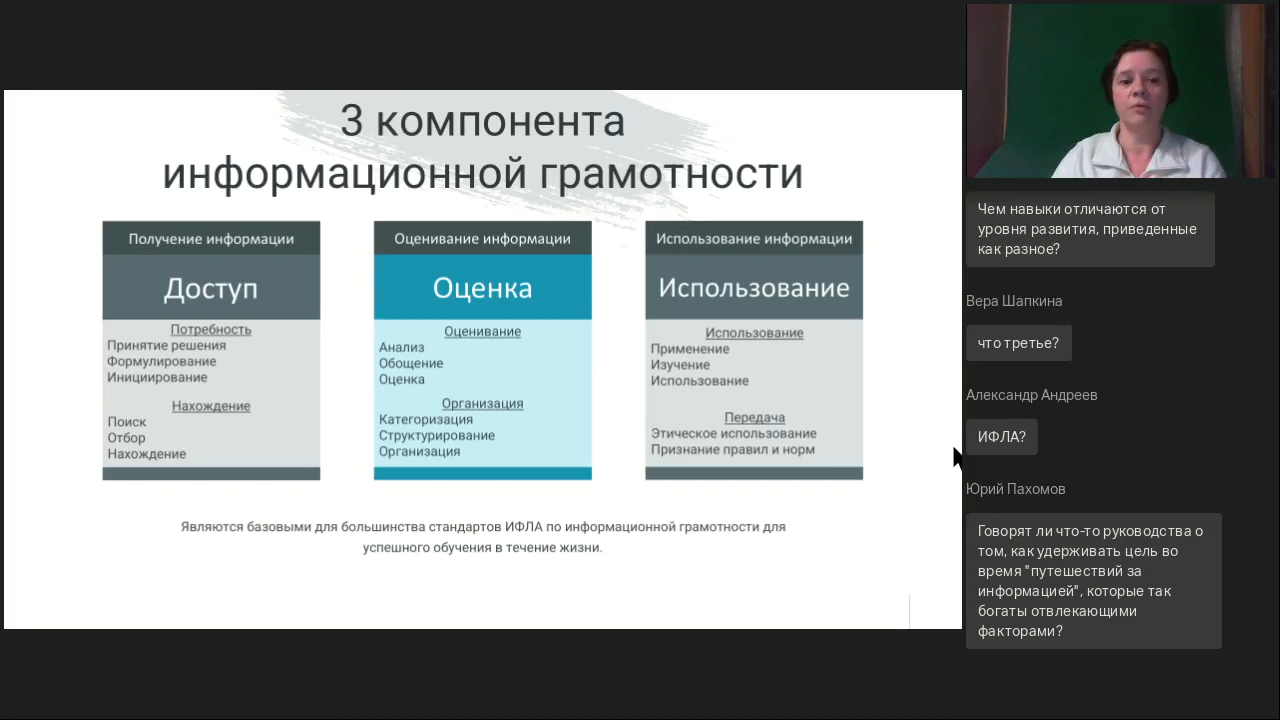 3 компонента
информационной грамотности
Получение информации
Доступ
Потребность
Принятие решения
Формулирование
Инициирование
Нахождение
Поиск
Отбор
Нахождение
Оценивание информации
Оценка
Оценивание
Анализ
Обощение
Оценка
Организация
Категоризация
Структурирование
Организация
Использование информации
Использование
Использование
Применение
Изучение
Использование
Передача
Этическое использование
Признание правил и норм
Являются базовыми для большинства стандартов ИФЛА по информационной грамотности для
успешного обучения в течение жизни.
Чем навыки отличаются от
уровня развития, приведенные
как разное?
Вера Шапкина
что третье?
Александр Андреев
ИФЛА?
Юрий Пахомов
Говорят ли что-то руководства о
том, как удерживать цель во
время "путешествий за
информацией", которые так
богаты отвлекающими
факторами?